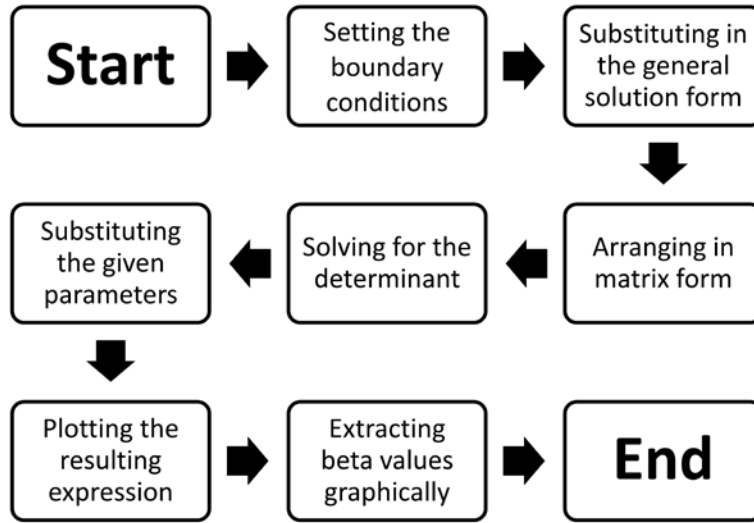 Start
Setting the
boundary
conditions
Substituting in
the general
solution form
Arranging in
matrix form
Solving for the
determinant
Substituting
the given
parameters
Plotting the
resulting
expression
Extracting
beta values
graphically
End